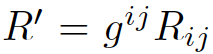 R′ = g^{ij} R_{ij}